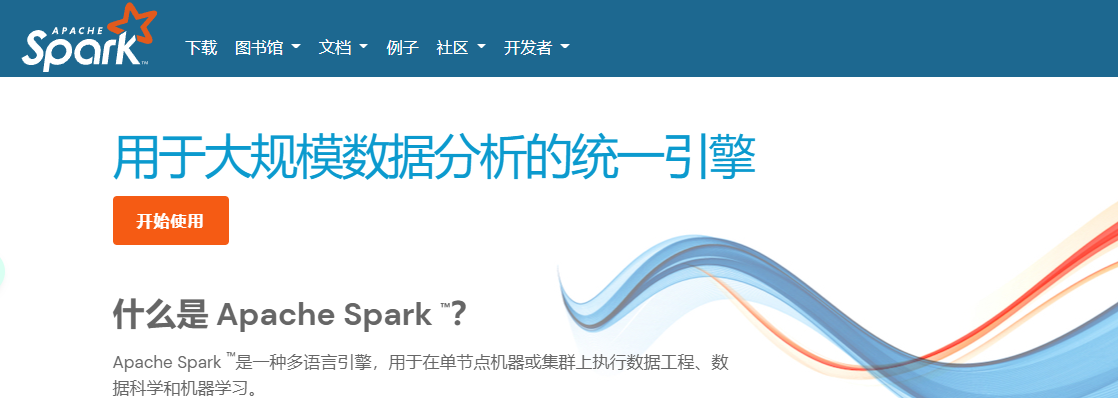 APACHE
Spark™
下载 图书馆 文档 例子 社区 开发者
用于大规模数据分析的统一引擎
开始使用
什么是 Apache Spark ™?
Apache Spark ™是一种多语言引擎，用于在单节点机器或集群上执行数据工程、数
据科学和机器学习。